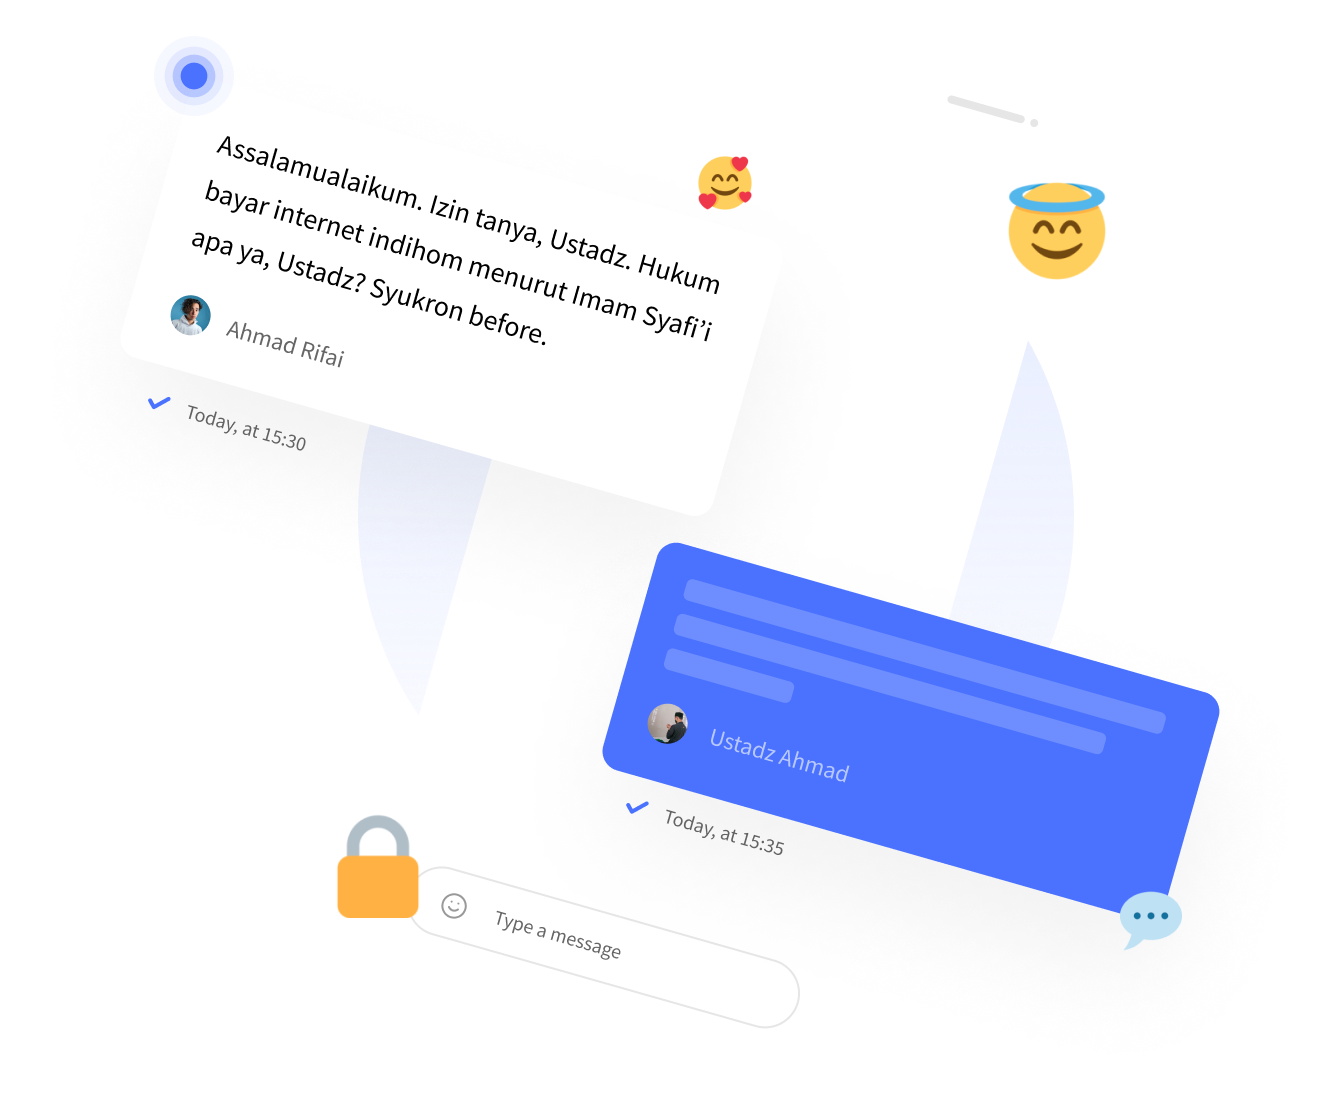 Assalamualaikum. Izin tanya, Ustadz. Hukum
bayar internet indihom menurut Imam Syafi’i
apa ya, Ustadz? Syukron before.
Ahmad Rifai
Today, at 15:30
Ustadz Ahmad
Today, at 15:35
Type a message